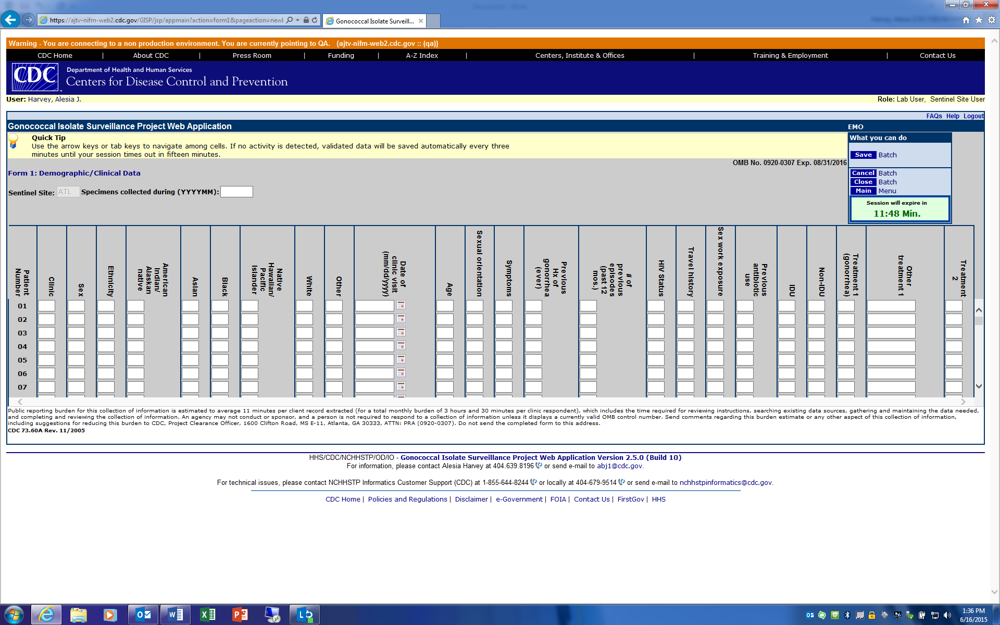 https://ajtv-nifm-web2.cdc.gov/GISP/jsp/appmain?action=form1&pageaction=new
Gonococcal Isolate Surveill...
Warning - You are connecting to a non production environment. You are currently pointing to QA. {ajtv-nifm-web2.cdc.gov :: (qa)}
CDC Home | About CDC | Press Room | Funding | A-Z Index | Centers, Institute & Offices | Training & Employment | Contact Us
CDC
Department of Health and Human Services
Centers for Disease Control and Prevention
User: Harvey, Alesia J.
Role: Lab User, Sentinel Site User
FAQs Help Logout
Gonococcal Isolate Surveillance Project Web Application
EMO
Quick Tip
Use the arrow keys or tab keys to navigate among cells. If no activity is detected, validated data will be saved automatically every three
minutes until your session times out in fifteen minutes.
What you can do
Save Batch
Cancel Batch
Close Batch
Main Menu
Session will expire in
11:48 Min.
OMB No. 0920-0307 Exp. 08/31/2016
Form 1: Demographic/Clinical Data
Sentinel Site: ATL Specimens collected during (YYYYMM):
Patient
Number
Clinic
Sex
Ethnicity
American
Indian/
Alaskan
native
Asian
Black
Native
Hawaiian/
Pacific
Islander
White
Other
Date of
clinic visit
(mm/dd/yyyy)
Age
Sexual orientation
Symptoms
Previous
Hx of
gonorrhea
(ever)
# of
previous
episodes
(past 12
mos.)
HIV Status
Travel history
Sex work exposure
Previous
antibiotic
use
IDU
Non-IDU
Treatment 1
(gonorrhea)
Other
treatment 1
Treatment
2
01
02
03
04
05
06
07
Public reporting burden for this collection of information is estimated to average 11 minutes per client record extracted (for a total monthly burden of 3 hours and 30 minutes per clinic respondent), which includes the time required for reviewing instructions, searching existing data sources, gathering and maintaining the data needed,
and completing and reviewing the collection of information. An agency may not conduct or sponsor, and a person is not required to respond to a collection of information unless it displays a currently valid OMB control number. Send comments regarding this burden estimate or any other aspect of this collection of information,
including suggestions for reducing this burden to CDC, Project Clearance Officer, 1600 Clifton Road, MS E-11, Atlanta, GA 30333, ATTN: PRA (0920-0307). Do not send the completed form to this address.
CDC 73.60A Rev. 11/2005
HHS/CDC/NCHHSTP/OD/IO - Gonococcal Isolate Surveillance Project Web Application Version 2.5.0 (Build 10)
For information, please contact Alesia Harvey at 404.639.8196 or send e-mail to abj1@cdc.gov.
For technical issues, please contact NCHHSTP Informatics Customer Support (CDC) at 1-855-644-8244 or locally at 404-679-9514 or send e-mail to nchhstpinformatics@cdc.gov.
CDC Home | Policies and Regulations | Disclaimer | e-Government | FOIA | Contact Us | FirstGov | HHS
1:36 PM
6/16/2015